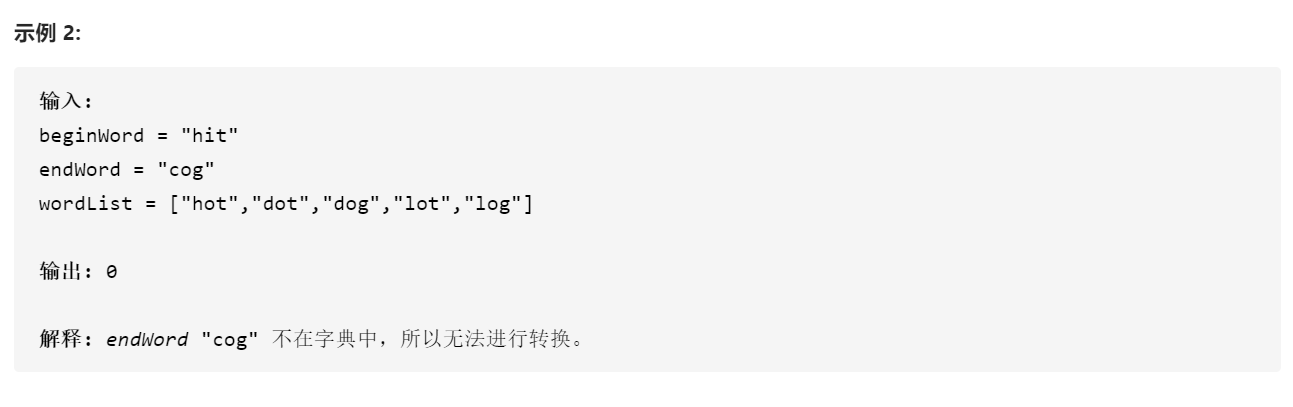 示例 2:
输入:
beginWord = "hit"
endWord = "cog"
wordList = ["hot","dot","dog","lot","log"]
输出: 0
解释: endWord "cog" 不在字典中，所以无法进行转换。